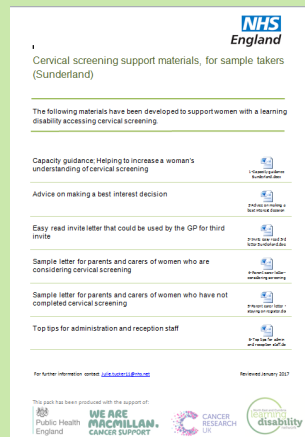 NHS
England
Cervical screening support materials, for sample takers
(Sunderland)
The following materials have been developed to support women with a learning
disability accessing cervical screening.
Capacity guidance; Helping to increase a woman's
understanding of cervical screening
Advice on making a best interest decision
Easy read invite letter that could be used by the GP for third
invite
Sample letter for parents and carers of women who are
considering cervical screening
Sample letter for parents and carers of women who have not
completed cervical screening
Top tips for administration and reception staff
For further information contact
Reviewed January 2017
This pack has been produced with the support of:
Public Health
England
WE ARE
MACMILLAN.
CANCER SUPPORT
CANCER
RESEARCH
UK
learning
disability